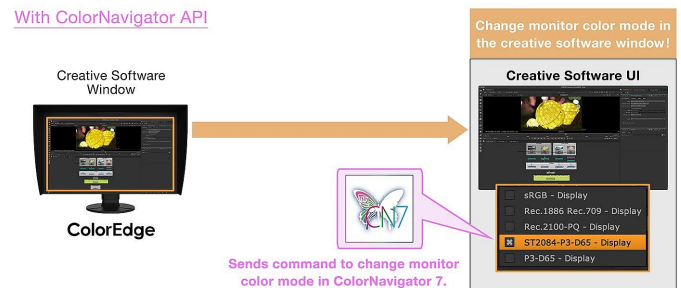 With ColorNavigator API
Change monitor color mode in
the creative software window!
Creative Software
Window
Creative Software UI
ColorEdge
CN7
sRGB - Display
Rec.1886 Rec.709 - Display
Rec.2100-PQ - Display
ST2084-P3-D65 - Display
P3-D65 - Display
Sends command to change monitor
color mode in ColorNavigator 7.